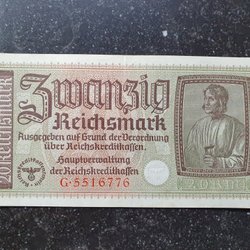 20 Reichsmark
Zwanzig
Reichsmark
Ausgegeben auf Grund der Verordnung
über Reichskreditkassen.
Hauptverwaltung
der Reichskreditkassen
G·5516776